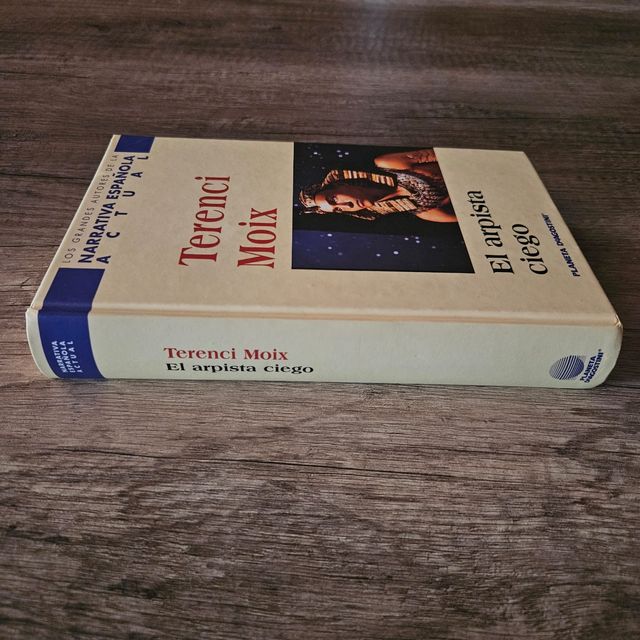 LOS GRANDES AUTORES DE LA
NARRATIVA ESPAÑOLA
ACTUAL
Terenci
Moix
El arpista
ciego
PLANETA DEAGOSTINI
NARRATIVA
ESPAÑOLA
ACTUAL
Terenci Moix
El arpista ciego
PLANETA
DEAGOSTINI